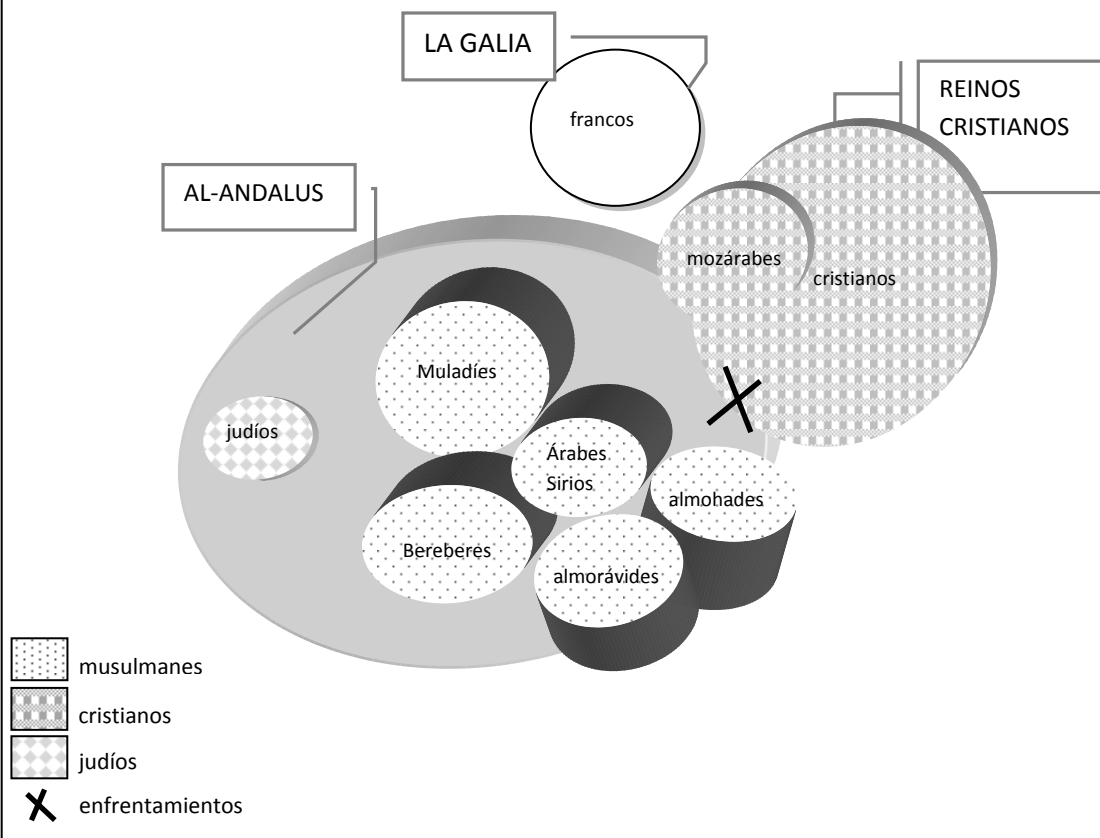 LA GALIA
REINOS
CRISTIANOS
francos
AL-ANDALUS
mozárabes
cristianos
Muladíes
judíos
Árabes
Sirios
almohades
Bereberes
almorávides
musulmanes
cristianos
judíos
enfrentamientos